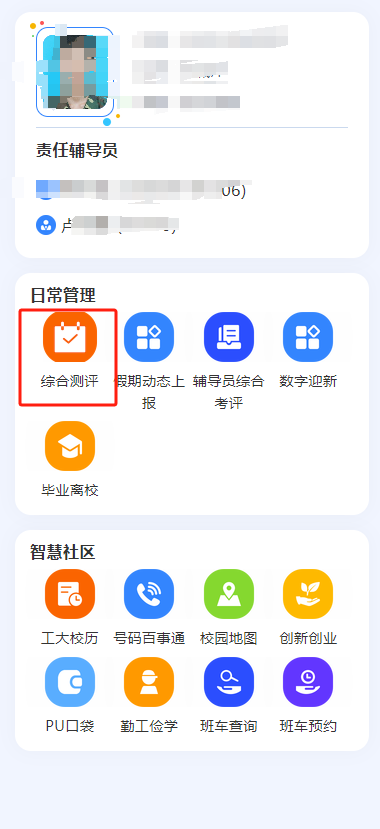 责任辅导员
06)
卢
日常管理
综合测评
假期动态上
报
辅导员综合
考评
数字迎新
毕业离校
智慧社区
工大校历
号码百事通
校园地图
创新创业
PU口袋
勤工俭学
班车查询
班车预约